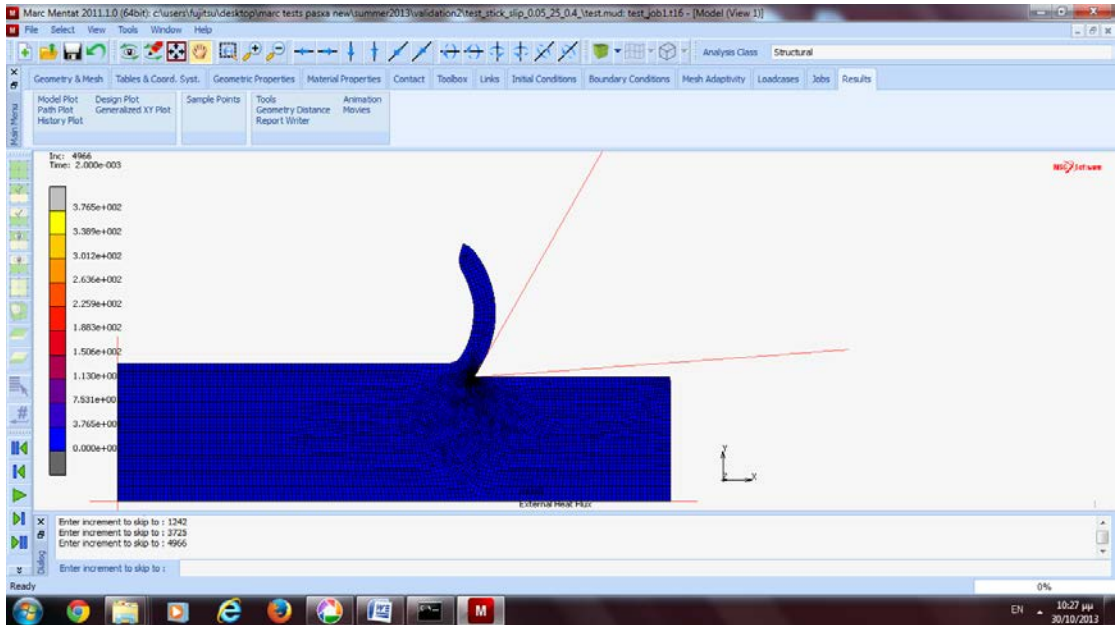 Marc Mentat 2011.1.0 (64bit): c:\users\fujitsu\desktop\marc tests pasxa new\summer2013\validation2\test_stick_slip_0.05_25_0.4_\test.mud: test_job1.t16 - [Model (View 1)]
File Select View Tools Window Help
Analysis Class Structural
Geometry & Mesh Tables & Coord. Syst. Geometric Properties Material Properties Contact Toolbox Links Initial Conditions Boundary Conditions Mesh Adaptivity Loadcases Jobs Results
Main Menu
Model Plot Design Plot Sample Points Tools Animation
Path Plot Generalized XY Plot Geometry Distance Movies
History Plot Report Writer
Inc: 4966
Time: 2.000e-003
MSC Software
3.765e+002
3.389e+002
3.012e+002
2.636e+002
2.259e+002
1.883e+002
1.506e+002
1.130e+00
7.531e+00
3.765e+00
0.000e+00
Y
Z X
External Heat Flux
1
Dialog
Enter increment to skip to : 1242
Enter increment to skip to : 3725
Enter increment to skip to : 4966
Enter increment to skip to :
Ready
0%
M
EN
10:27 μμ
30/10/2013